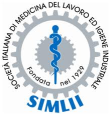 SOCIETÀ ITALIANA DI MEDICINA DEL LAVORO ED IGIENE INDUSTRIALE
Fondata nel 1929
SIMLII